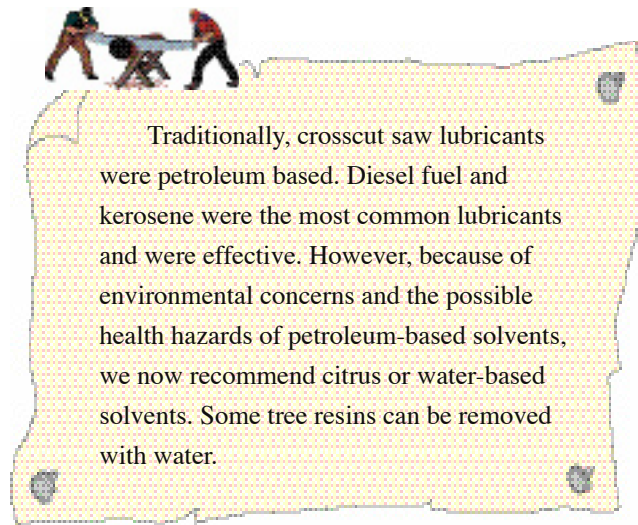 Traditionally, crosscut saw lubricants
were petroleum based. Diesel fuel and
kerosene were the most common lubricants
and were effective. However, because of
environmental concerns and the possible
health hazards of petroleum-based solvents,
we now recommend citrus or water-based
solvents. Some tree resins can be removed
with water.